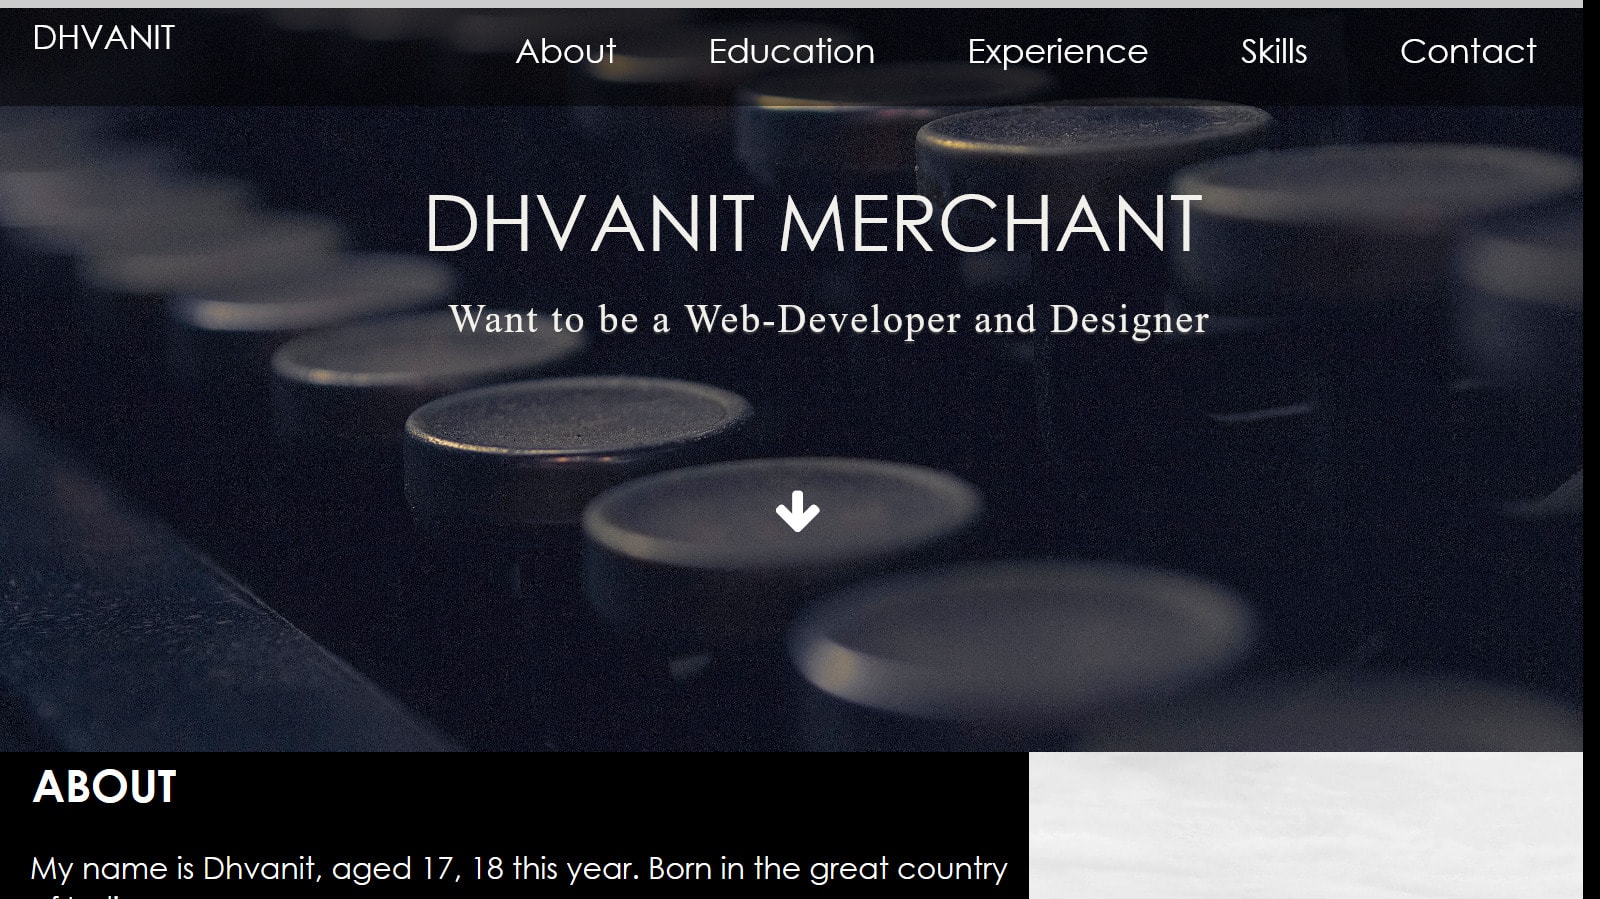 DHVANIT
About Education Experience Skills Contact
DHVANIT MERCHANT
Want to be a Web-Developer and Designer
ABOUT
My name is Dhvanit, aged 17, 18 this year. Born in the great country